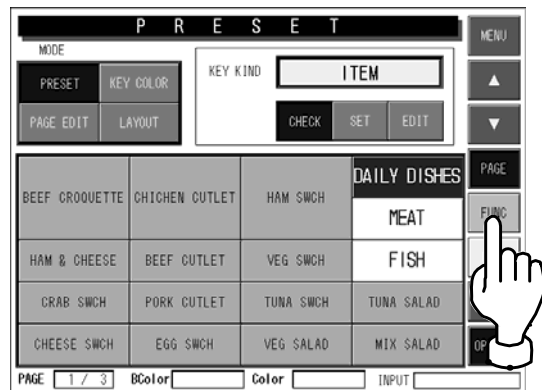 PRESET
MENU
MODE
PRESET
KEY COLOR
PAGE EDIT
LAYOUT
KEY KIND
ITEM
CHECK
SET
EDIT
▲
▼
PAGE
FUNC
BEEF CROQUETTE
CHICHEN CUTLET
HAM SWCH
DAILY DISHES
MEAT
HAM & CHEESE
BEEF CUTLET
VEG SWCH
FISH
CRAB SWCH
PORK CUTLET
TUNA SWCH
TUNA SALAD
CHEESE SWCH
EGG SWCH
VEG SALAD
MIX SALAD
PAGE 1 / 3
BColor
Color
INPUT